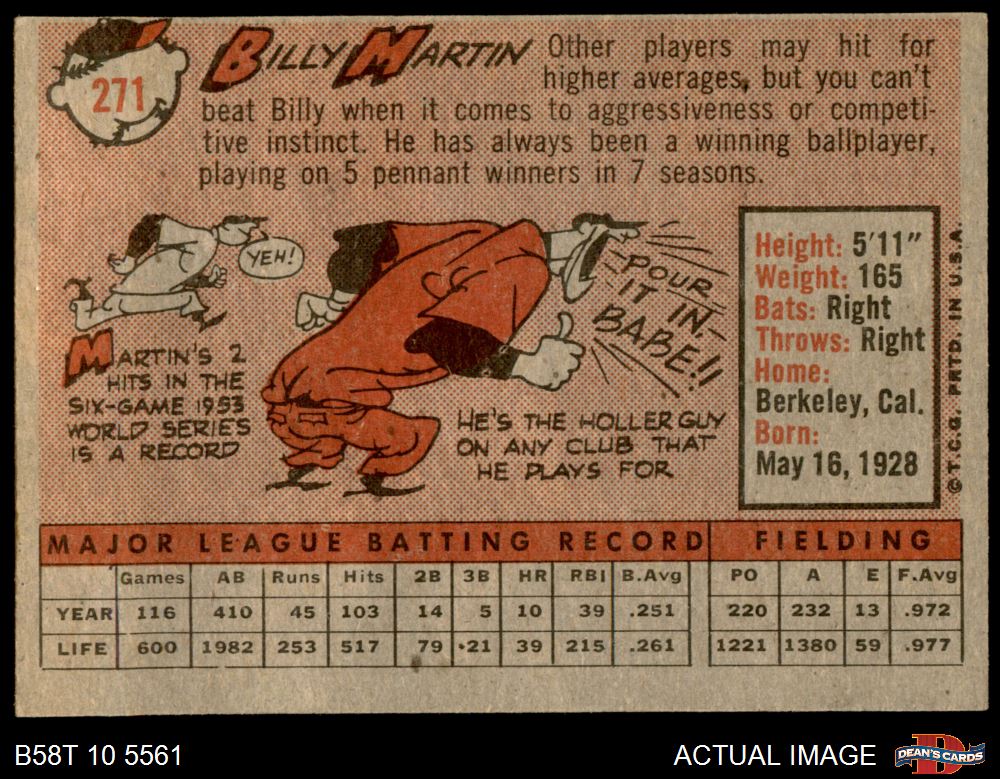 271
BILLY MARTIN
Other players may hit for
higher averages, but you can't
beat Billy when it comes to aggressiveness or competi-
tive instinct. He has always been a winning ballplayer,
playing on 5 pennant winners in 7 seasons.
YEH!
MARTIN'S 2
HITS IN THE
SIX-GAME 1953
WORLD SERIES
IS A RECORD
-POUR
IT IN-
BABE!!
HE'S THE HOLLER GUY
ON ANY CLUB THAT
HE PLAYS FOR
Height: 5'11"
Weight: 165
Bats: Right
Throws: Right
Home:
Berkeley, Cal.
Born:
May 16, 1928
©T.C.G. PRTD. IN U.S.A.
MAJOR LEAGUE BATTING RECORD FIELDING
Games AB Runs Hits 2B 3B HR RBI B.Avg PO A E F.Avg
YEAR 116 410 45 103 14 5 10 39 .251 220 232 13 .972
LIFE 600 1982 253 517 79 21 39 215 .261 1221 1380 59 .977
B58T 10 5561 ACTUAL IMAGE DEAN'S CARDS